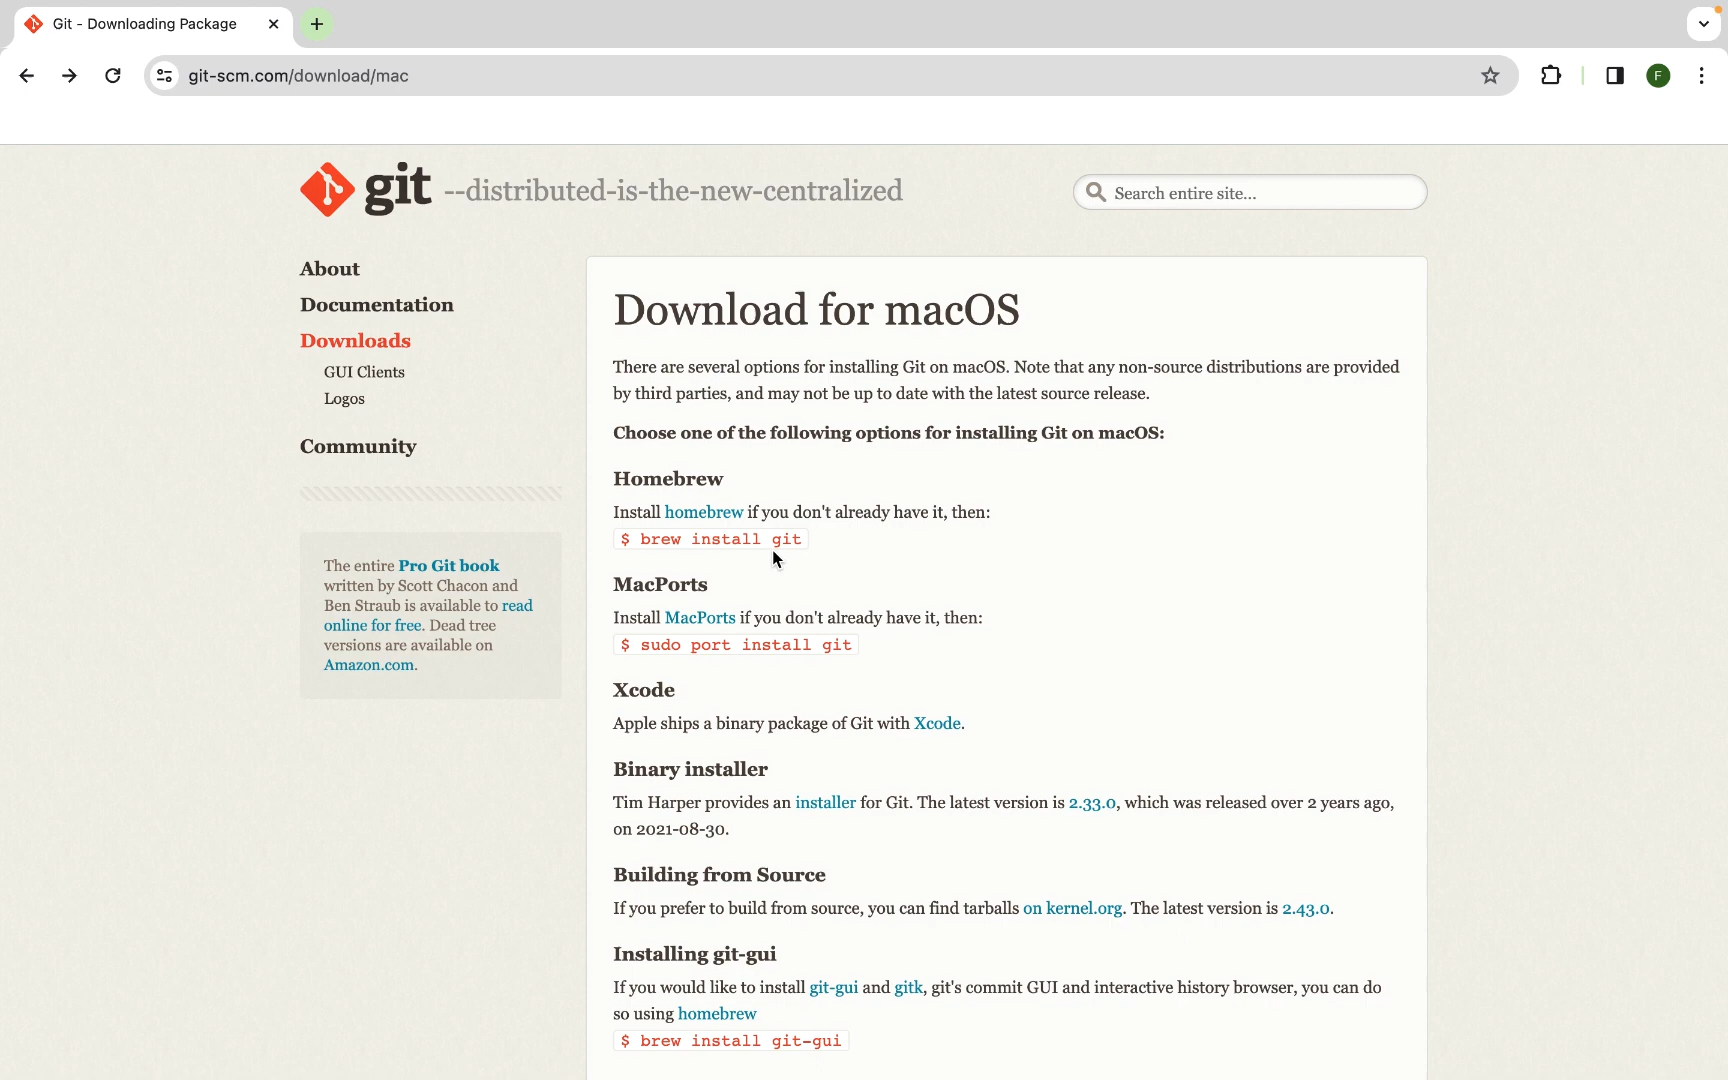 Git - Downloading Package
git-scm.com/download/mac
F
git --distributed-is-the-new-centralized
Search entire site...
About
Documentation
Downloads
GUI Clients
Logos
Community
The entire Pro Git book
written by Scott Chacon and
Ben Straub is available to read
online for free. Dead tree
versions are available on
Amazon.com.
Download for macOS
There are several options for installing Git on macOS. Note that any non-source distributions are provided
by third parties, and may not be up to date with the latest source release.
Choose one of the following options for installing Git on macOS:
Homebrew
Install homebrew if you don't already have it, then:
$ brew install git
MacPorts
Install MacPorts if you don't already have it, then:
$ sudo port install git
Xcode
Apple ships a binary package of Git with Xcode.
Binary installer
Tim Harper provides an installer for Git. The latest version is 2.33.0, which was released over 2 years ago,
on 2021-08-30.
Building from Source
If you prefer to build from source, you can find tarballs on kernel.org. The latest version is 2.43.0.
Installing git-gui
If you would like to install git-gui and gitk, git's commit GUI and interactive history browser, you can do
so using homebrew
$ brew install git-gui